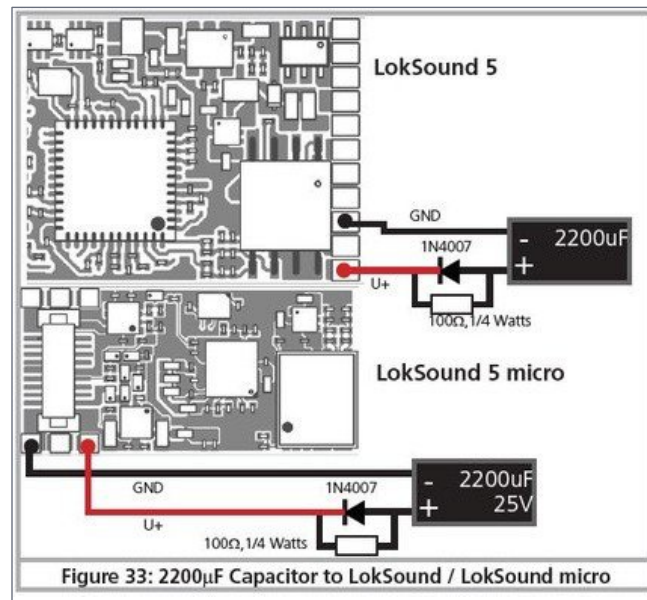 LokSound 5
GND
- 2200uF
1N4007
+
U+
100Ω,1/4 Watts
LokSound 5 micro
- 2200uF
GND
1N4007
+ 25V
U+
100Ω,1/4 Watts
Figure 33: 2200µF Capacitor to LokSound / LokSound micro